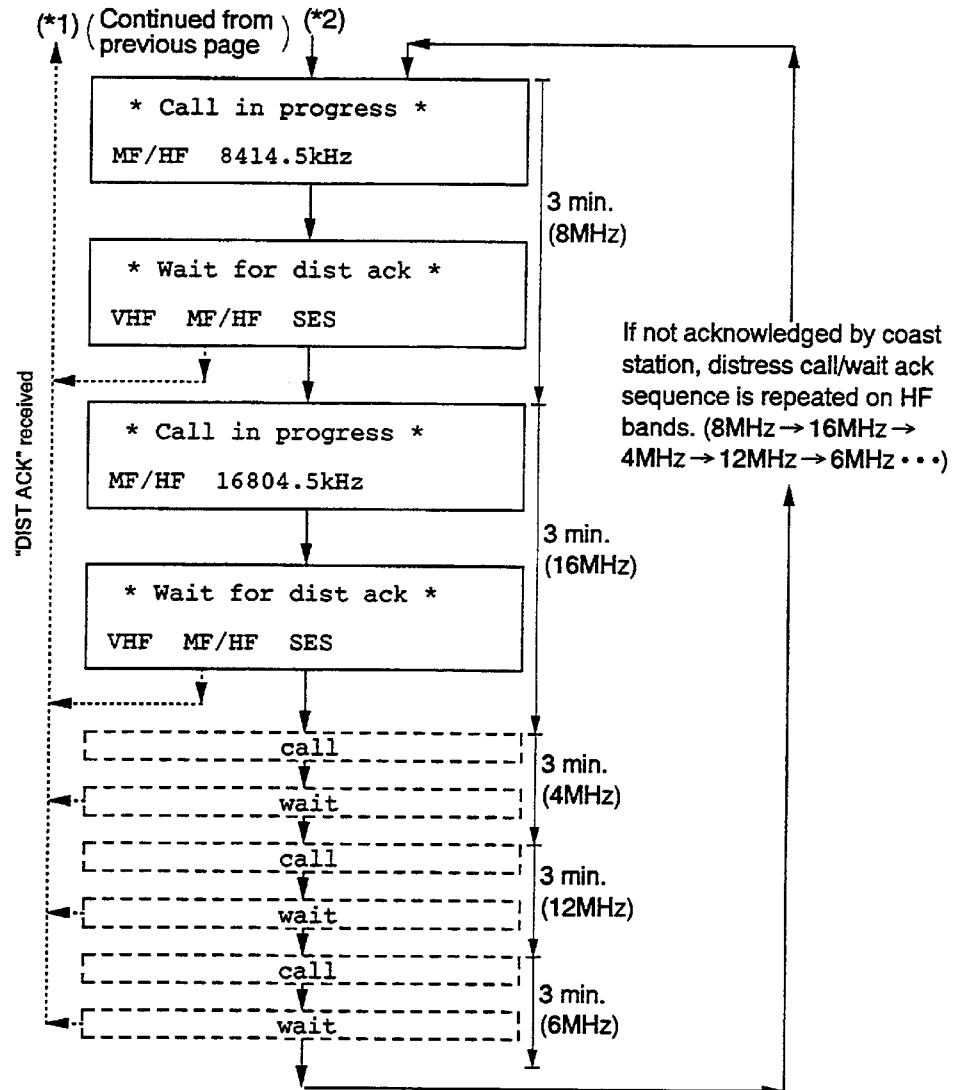 (*1) ( Continued from previous page ) (*2)
* Call in progress *
MF/HF 8414.5kHz
3 min.
(8MHz)
* Wait for dist ack *
VHF MF/HF SES
If not acknowledged by coast
station, distress call/wait ack
sequence is repeated on HF
bands. (8MHz→16MHz→
4MHz→12MHz→6MHz・・・)
"DIST ACK" received
* Call in progress *
MF/HF 16804.5kHz
3 min.
(16MHz)
* Wait for dist ack *
VHF MF/HF SES
call
3 min.
(4MHz)
wait
call
3 min.
(12MHz)
wait
call
3 min.
(6MHz)
wait